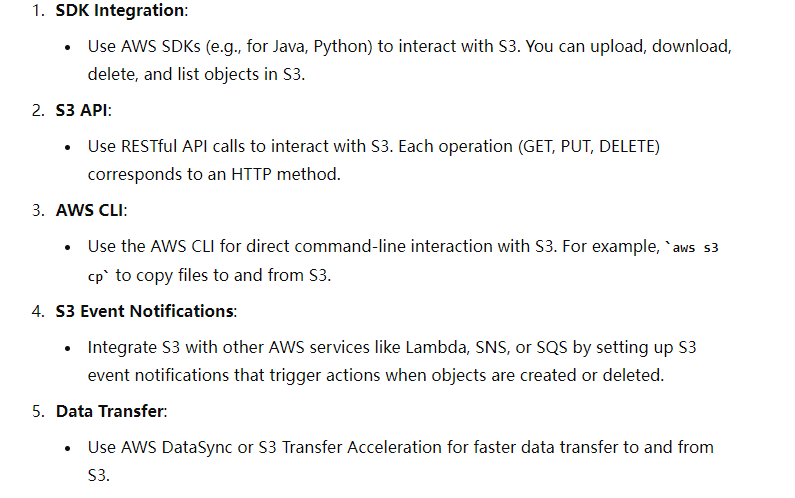 1. SDK Integration:
• Use AWS SDKs (e.g., for Java, Python) to interact with S3. You can upload, download,
delete, and list objects in S3.
2. S3 API:
• Use RESTful API calls to interact with S3. Each operation (GET, PUT, DELETE)
corresponds to an HTTP method.
3. AWS CLI:
• Use the AWS CLI for direct command-line interaction with S3. For example, `aws s3
cp` to copy files to and from S3.
4. S3 Event Notifications:
• Integrate S3 with other AWS services like Lambda, SNS, or SQS by setting up S3
event notifications that trigger actions when objects are created or deleted.
5. Data Transfer:
• Use AWS DataSync or S3 Transfer Acceleration for faster data transfer to and from
S3.